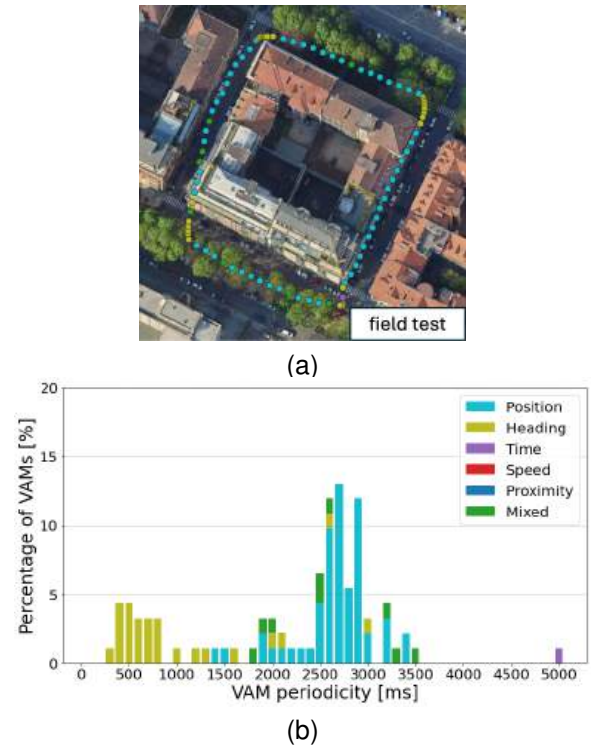 field test
(a)
20
15
10
5
0
Percentage of VAMs [%]
Position
Heading
Time
Speed
Proximity
Mixed
0 500 1000 1500 2000 2500 3000 3500 4000 4500 5000
VAM periodicity [ms]
(b)